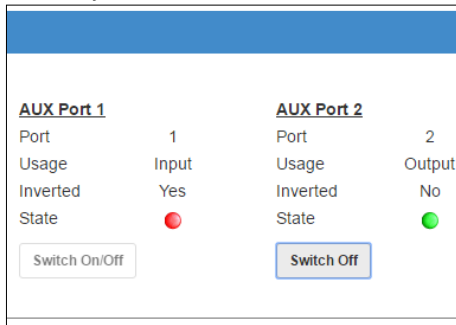 AUX Port 1
Port 1
Usage Input
Inverted Yes
State
Switch On/Off
AUX Port 2
Port 2
Usage Output
Inverted No
State
Switch Off